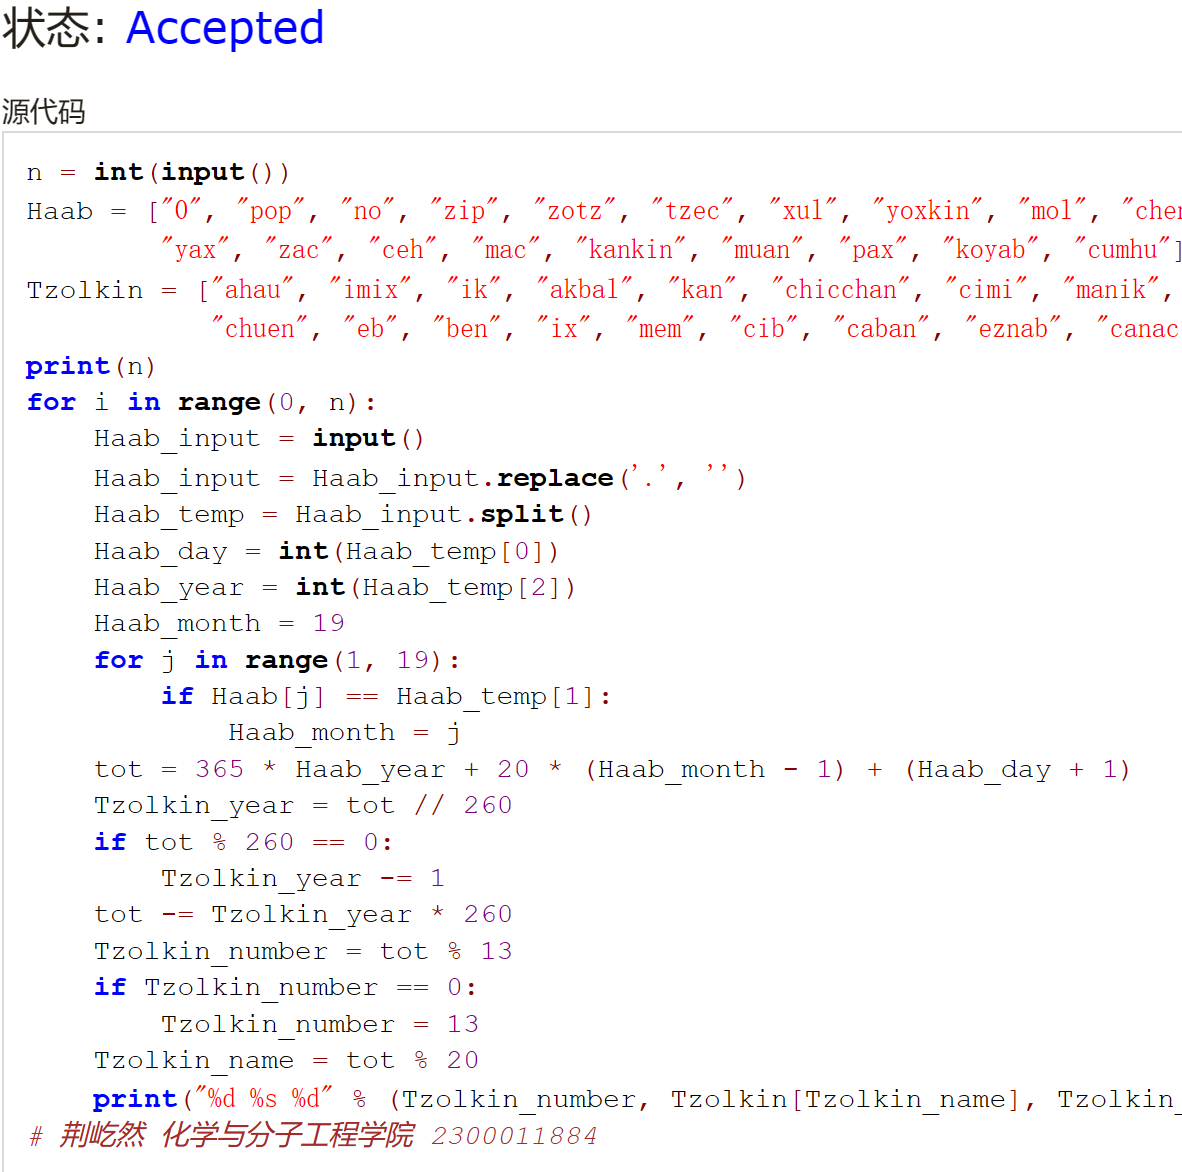 状态: Accepted
源代码
n = int(input())
Haab = ["0", "pop", "no", "zip", "zotz", "tzec", "xul", "yoxkin", "mol", "chen
        "yax", "zac", "ceh", "mac", "kankin", "muan", "pax", "koyab", "cumhu"]
Tzolkin = ["ahau", "imix", "ik", "akbal", "kan", "chicchan", "cimi", "manik",
           "chuen", "eb", "ben", "ix", "mem", "cib", "caban", "eznab", "canac
print(n)
for i in range(0, n):
    Haab_input = input()
    Haab_input = Haab_input.replace('.', '')
    Haab_temp = Haab_input.split()
    Haab_day = int(Haab_temp[0])
    Haab_year = int(Haab_temp[2])
    Haab_month = 19
    for j in range(1, 19):
        if Haab[j] == Haab_temp[1]:
            Haab_month = j
    tot = 365 * Haab_year + 20 * (Haab_month - 1) + (Haab_day + 1)
    Tzolkin_year = tot // 260
    if tot % 260 == 0:
        Tzolkin_year -= 1
    tot -= Tzolkin_year * 260
    Tzolkin_number = tot % 13
    if Tzolkin_number == 0:
        Tzolkin_number = 13
    Tzolkin_name = tot % 20
    print("%d %s %d" % (Tzolkin_number, Tzolkin[Tzolkin_name], Tzolkin_
# 荆屹然 化学与分子工程学院 2300011884